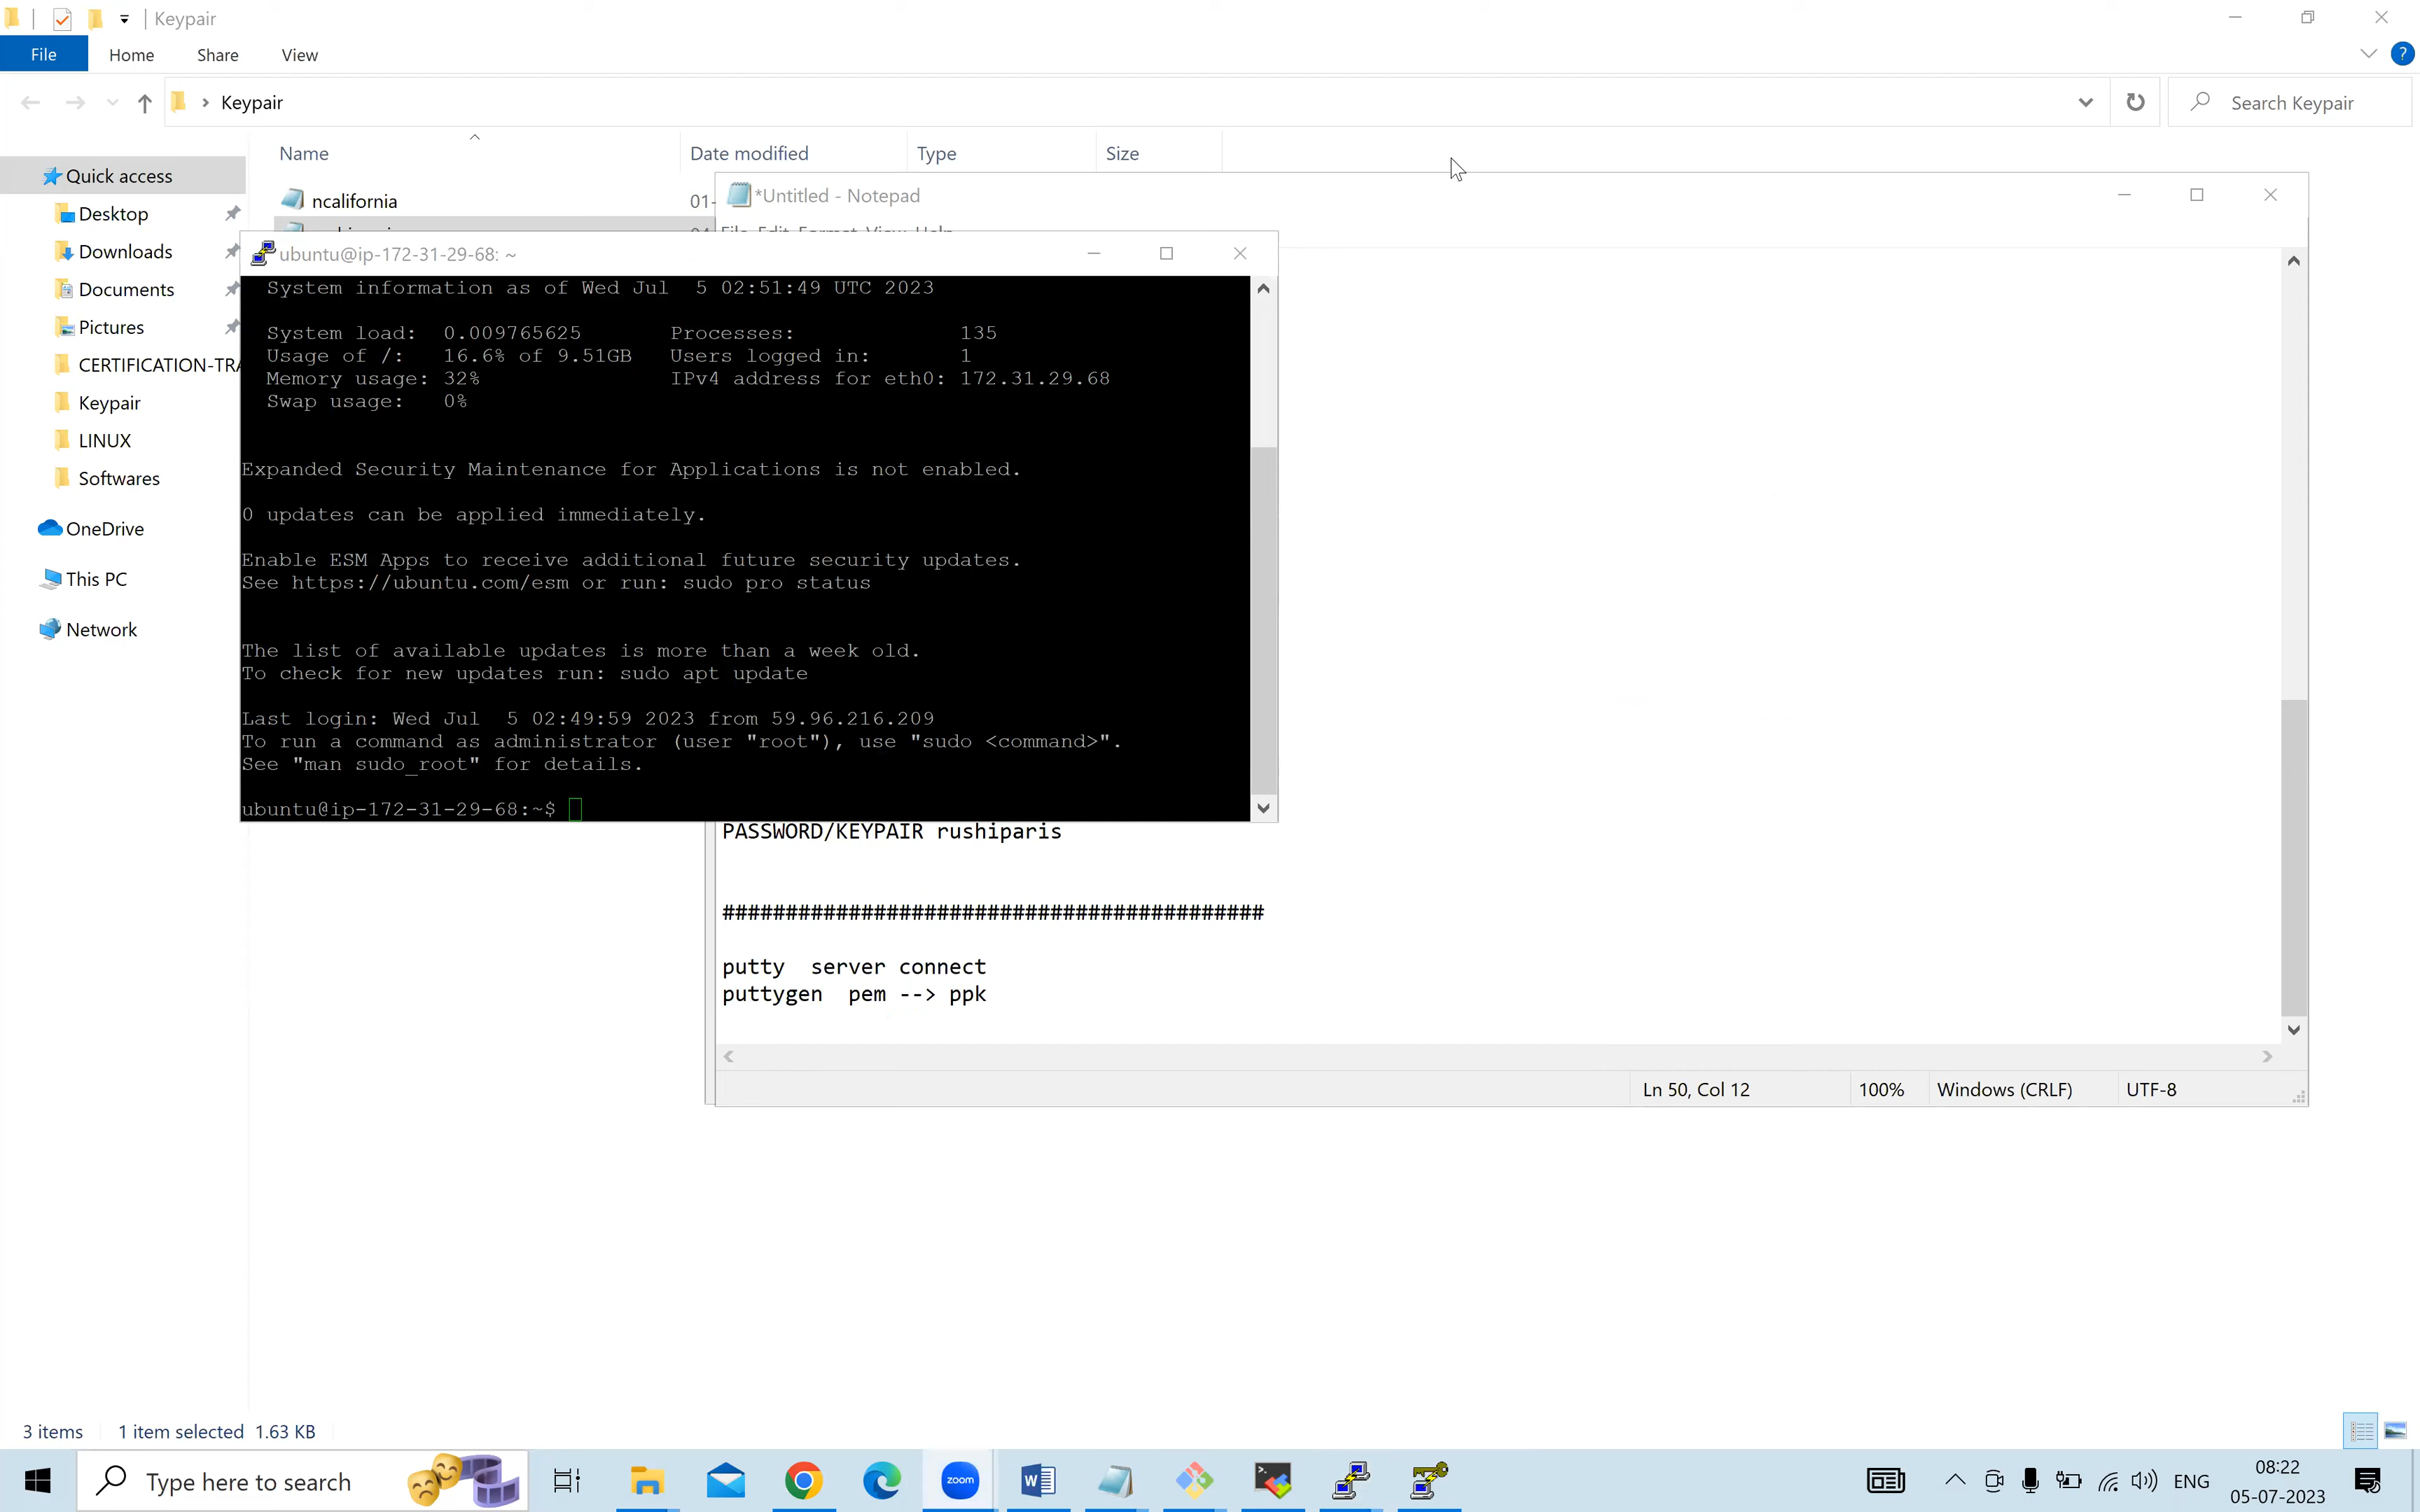 Keypair
File Home Share View
Keypair
Search Keypair
Name Date modified Type Size
Quick access
Desktop
Downloads
Documents
Pictures
CERTIFICATION-TRA
Keypair
LINUX
Softwares
OneDrive
This PC
Network
ncalifornia 01-
*Untitled - Notepad
File Edit Format View Help
ubuntu@ip-172-31-29-68: ~
System information as of Wed Jul  5 02:51:49 UTC 2023
System load: 0.009765625 Processes: 135
Usage of /: 16.6% of 9.51GB Users logged in: 1
Memory usage: 32% IPv4 address for eth0: 172.31.29.68
Swap usage: 0%
Expanded Security Maintenance for Applications is not enabled.
0 updates can be applied immediately.
Enable ESM Apps to receive additional future security updates.
See https://ubuntu.com/esm or run: sudo pro status
The list of available updates is more than a week old.
To check for new updates run: sudo apt update
Last login: Wed Jul  5 02:49:59 2023 from 59.96.216.209
To run a command as administrator (user "root"), use "sudo <command>".
See "man sudo_root" for details.
ubuntu@ip-172-31-29-68:~$
PASSWORD/KEYPAIR rushiparis
###########################################
putty  server connect
puttygen  pem --> ppk
Ln 50, Col 12 100% Windows (CRLF) UTF-8
3 items 1 item selected 1.63 KB
Type here to search
zoom
ENG
08:22
05-07-2023